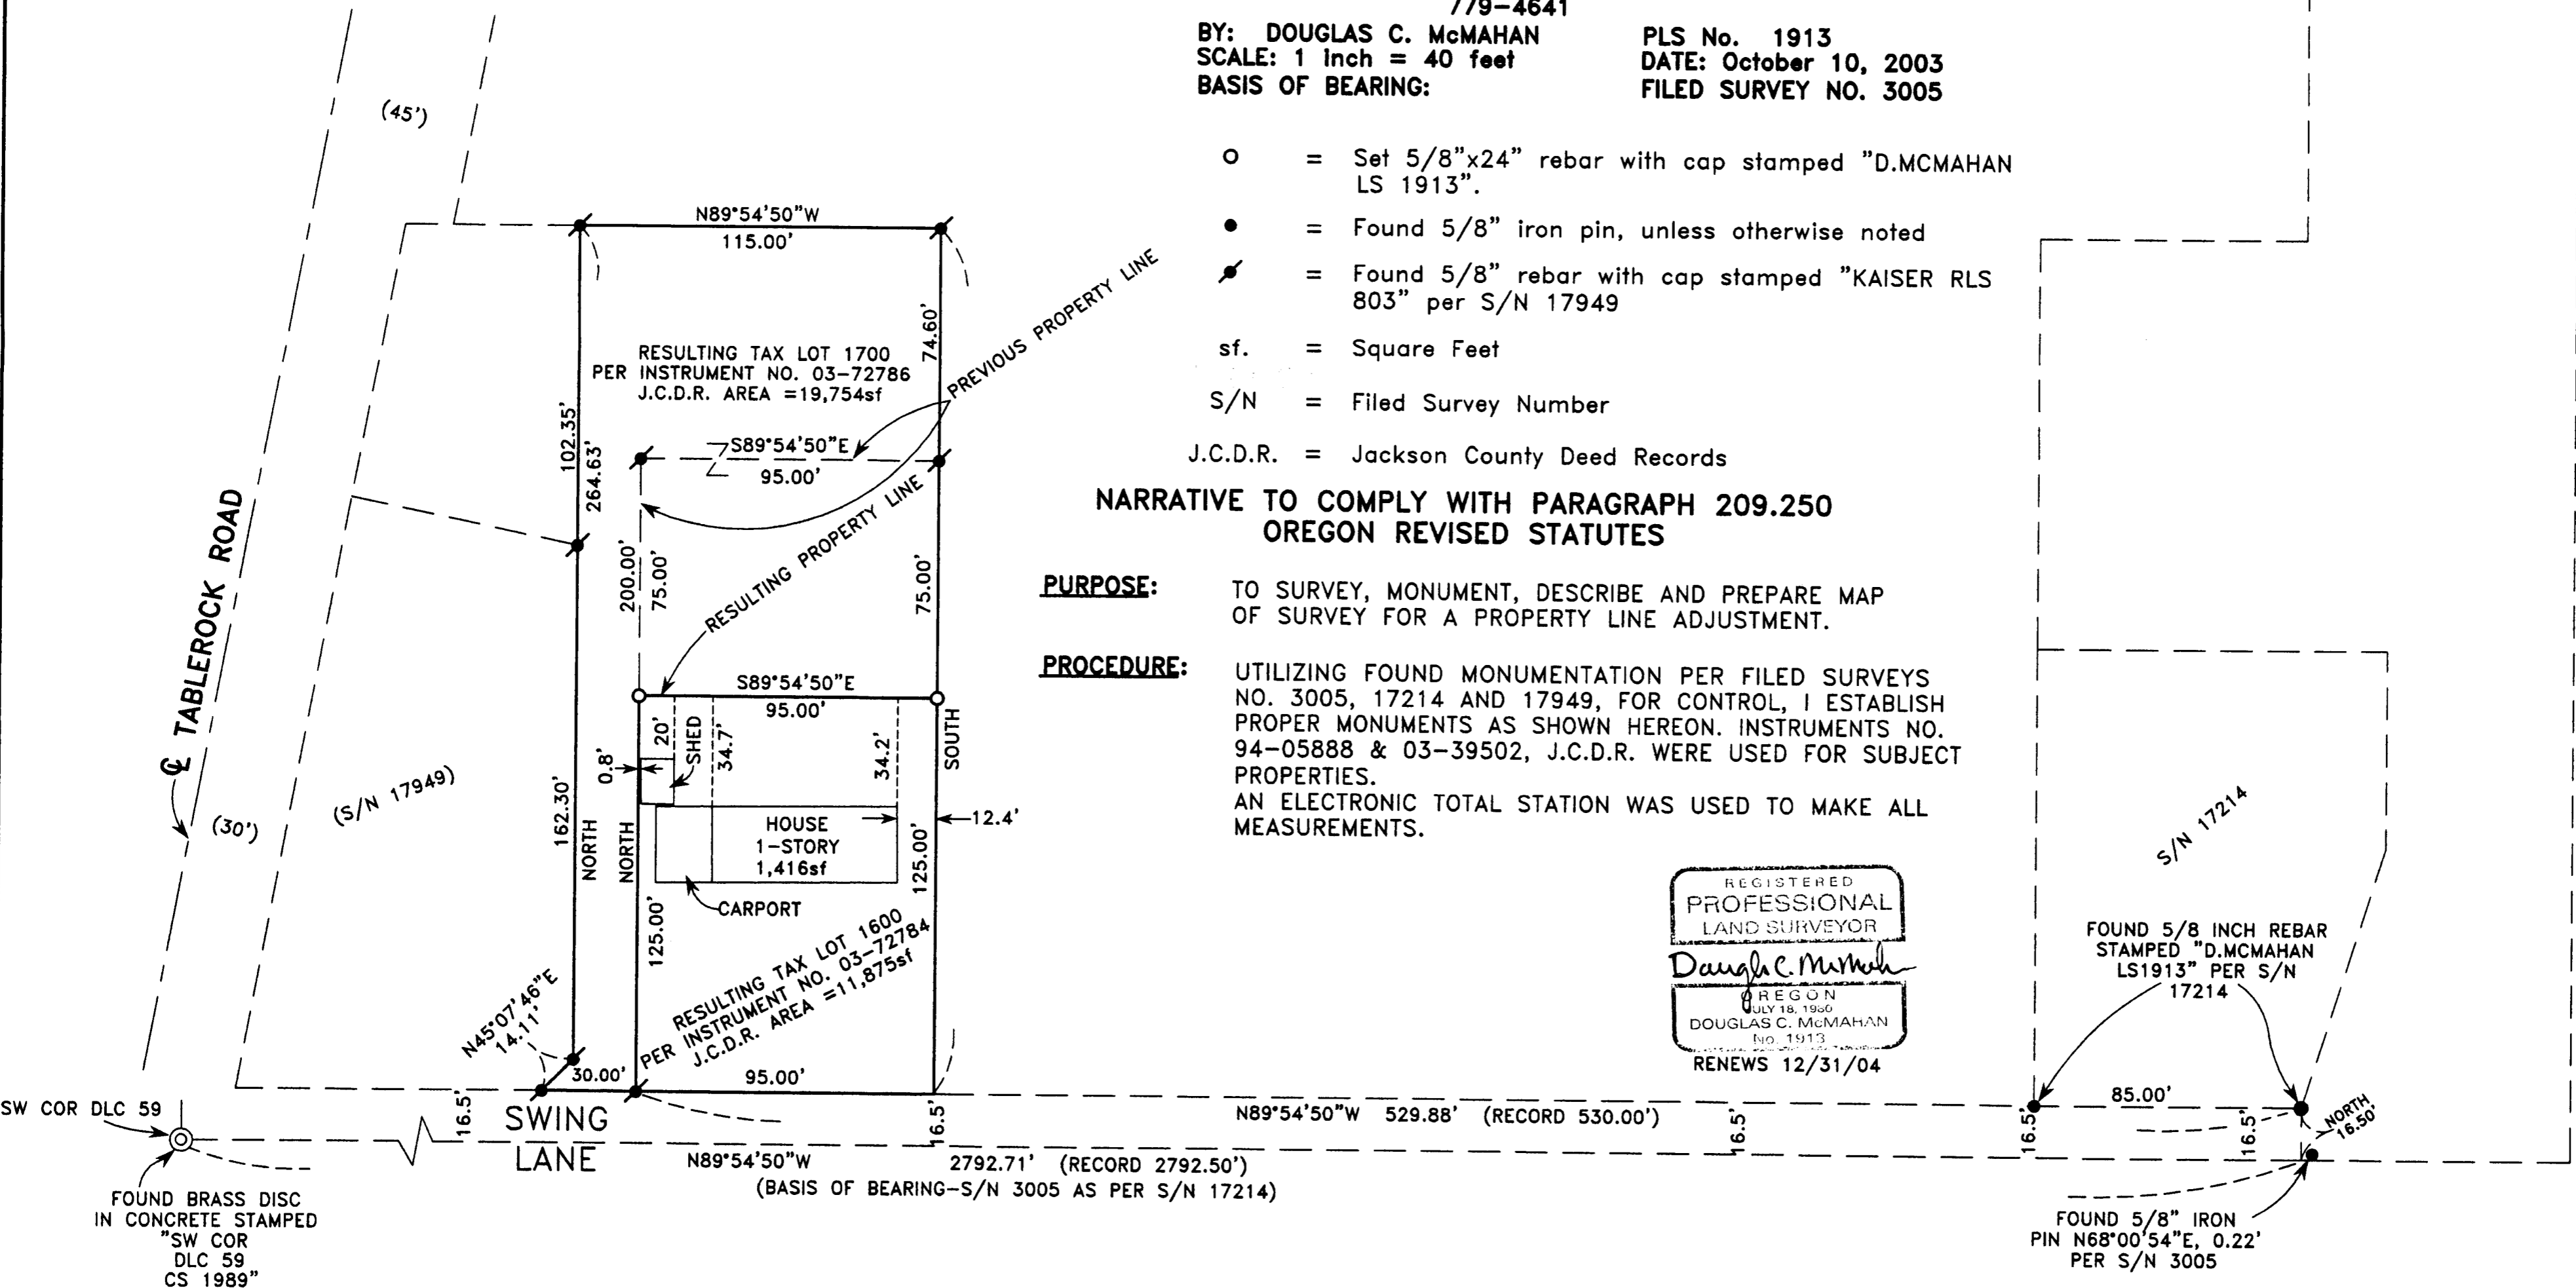 779-4641
BY: DOUGLAS C. McMAHAN
PLS No. 1913
SCALE: 1 inch = 40 feet
DATE: October 10, 2003
BASIS OF BEARING:
FILED SURVEY NO. 3005
= Set 5/8"x24" rebar with cap stamped "D.MCMAHAN
LS 1913".
= Found 5/8" iron pin, unless otherwise noted
= Found 5/8" rebar with cap stamped "KAISER RLS
803" per S/N 17949
sf. = Square Feet
S/N = Filed Survey Number
J.C.D.R. = Jackson County Deed Records
NARRATIVE TO COMPLY WITH PARAGRAPH 209.250
OREGON REVISED STATUTES
PURPOSE: TO SURVEY, MONUMENT, DESCRIBE AND PREPARE MAP
OF SURVEY FOR A PROPERTY LINE ADJUSTMENT.
PROCEDURE: UTILIZING FOUND MONUMENTATION PER FILED SURVEYS
NO. 3005, 17214 AND 17949, FOR CONTROL, I ESTABLISH
PROPER MONUMENTS AS SHOWN HEREON. INSTRUMENTS NO.
94-05888 & 03-39502, J.C.D.R. WERE USED FOR SUBJECT
PROPERTIES.
AN ELECTRONIC TOTAL STATION WAS USED TO MAKE ALL
MEASUREMENTS.
REGISTERED
PROFESSIONAL
LAND SURVEYOR
OREGON
JULY 18, 1980
DOUGLAS C. McMAHAN
No. 1913
RENEWS 12/31/04
(45')
N89°54'50"W
115.00'
74.60'
PREVIOUS PROPERTY LINE
RESULTING TAX LOT 1700
PER INSTRUMENT NO. 03-72786
J.C.D.R. AREA =19,754sf
102.35'
264.63'
S89°54'50"E
95.00'
RESULTING PROPERTY LINE
200.00'
75.00'
75.00'
℄ TABLEROCK ROAD
(30')
(S/N 17949)
S89°54'50"E
95.00'
20'
SHED
34.7'
34.2'
SOUTH
0.8'
162.30'
NORTH
NORTH
HOUSE
1-STORY
1,416sf
12.4'
125.00'
CARPORT
125.00'
RESULTING TAX LOT 1600
PER INSTRUMENT NO. 03-72784
J.C.D.R. AREA =11,875sf
N45°07'46"E
14.11'
30.00'
95.00'
SW COR DLC 59
16.5'
SWING
LANE
16.5'
N89°54'50"W 529.88' (RECORD 530.00')
16.5'
16.5'
85.00'
16.5'
NORTH
16.50'
N89°54'50"W 2792.71' (RECORD 2792.50')
(BASIS OF BEARING-S/N 3005 AS PER S/N 17214)
FOUND BRASS DISC
IN CONCRETE STAMPED
"SW COR
DLC 59
CS 1989"
S/N 17214
FOUND 5/8 INCH REBAR
STAMPED "D.MCMAHAN
LS1913" PER S/N
17214
FOUND 5/8" IRON
PIN N68°00'54"E, 0.22'
PER S/N 3005